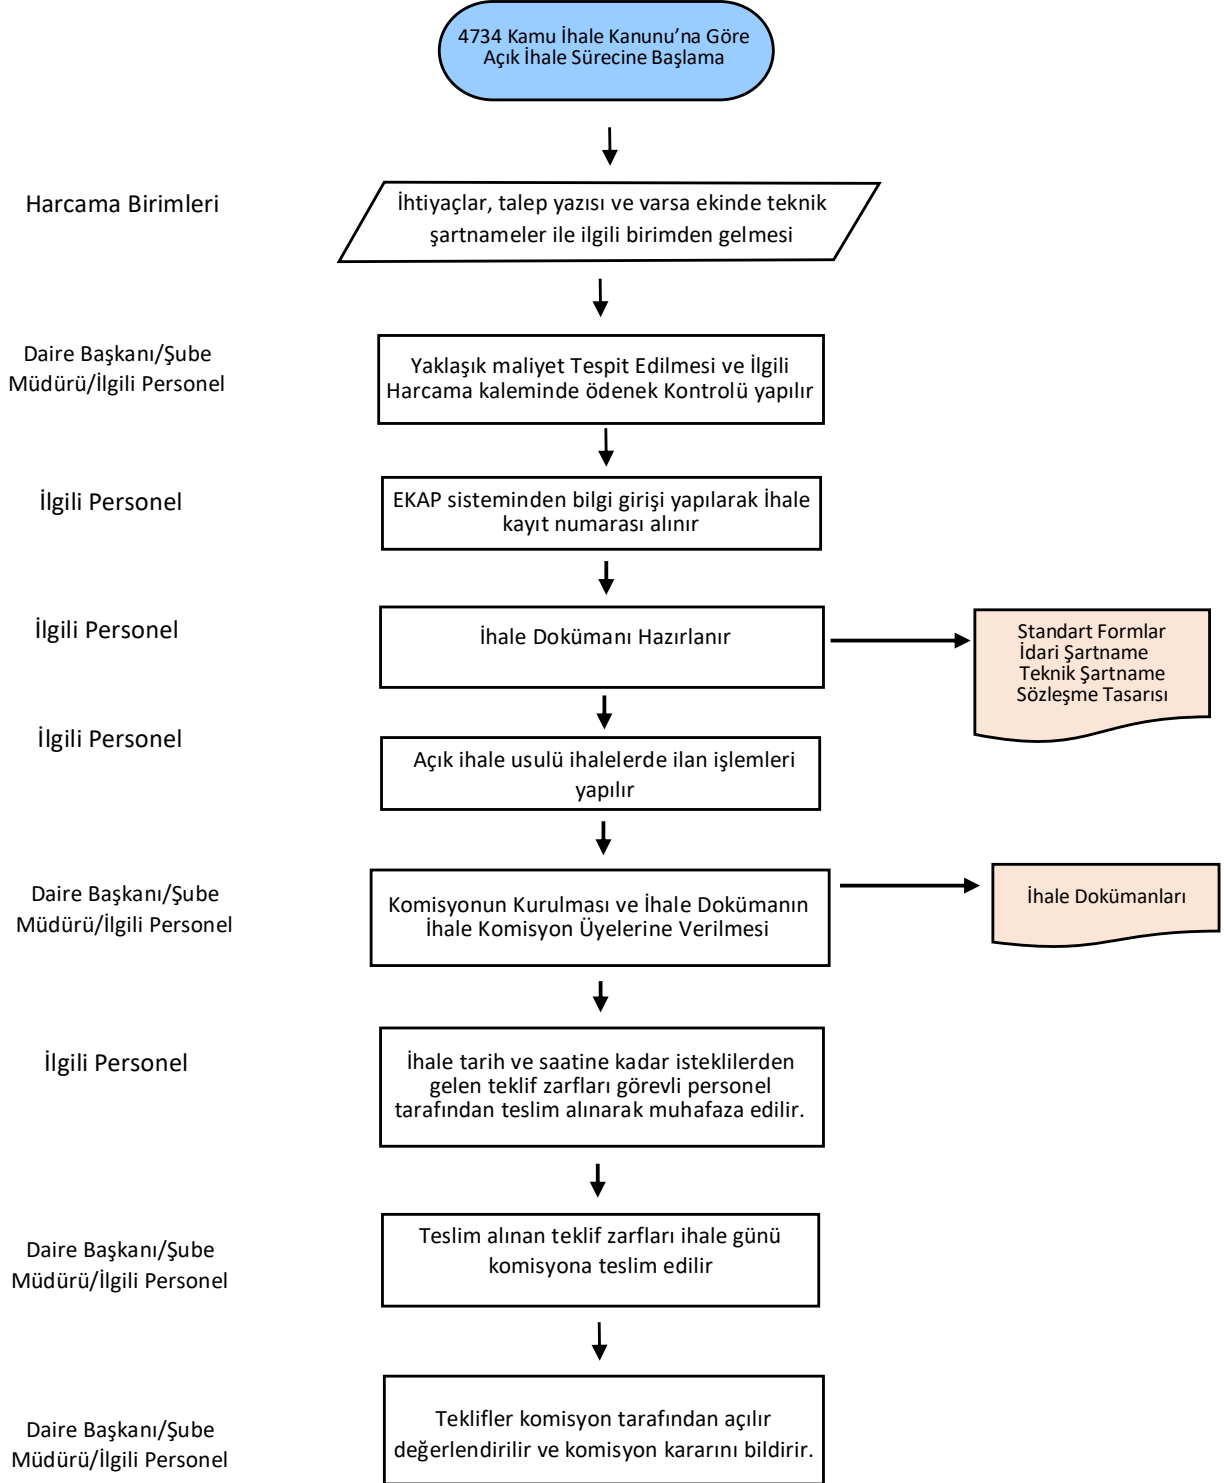 4734 Kamu İhale Kanunu’na Göre
Açık İhale Sürecine Başlama
Harcama Birimleri
İhtiyaçlar, talep yazısı ve varsa ekinde teknik
şartnameler ile ilgili birimden gelmesi
Daire Başkanı/Şube
Müdürü/İlgili Personel
Yaklaşık maliyet Tespit Edilmesi ve İlgili
Harcama kaleminde ödenek Kontrolü yapılır
İlgili Personel
EKAP sisteminden bilgi girişi yapılarak İhale
kayıt numarası alınır
İlgili Personel
İhale Dokümanı Hazırlanır
Standart Formlar
İdari Şartname
Teknik Şartname
Sözleşme Tasarısı
İlgili Personel
Açık ihale usulü ihalelerde ilan işlemleri
yapılır
Daire Başkanı/Şube
Müdürü/İlgili Personel
Komisyonun Kurulması ve İhale Dokümanın
İhale Komisyon Üyelerine Verilmesi
İhale Dokümanları
İlgili Personel
İhale tarih ve saatine kadar isteklilerden
gelen teklif zarfları görevli personel
tarafından teslim alınarak muhafaza edilir.
Daire Başkanı/Şube
Müdürü/İlgili Personel
Teslim alınan teklif zarfları ihale günü
komisyona teslim edilir
Daire Başkanı/Şube
Müdürü/İlgili Personel
Teklifler komisyon tarafından açılır
değerlendirilir ve komisyon kararını bildirir.